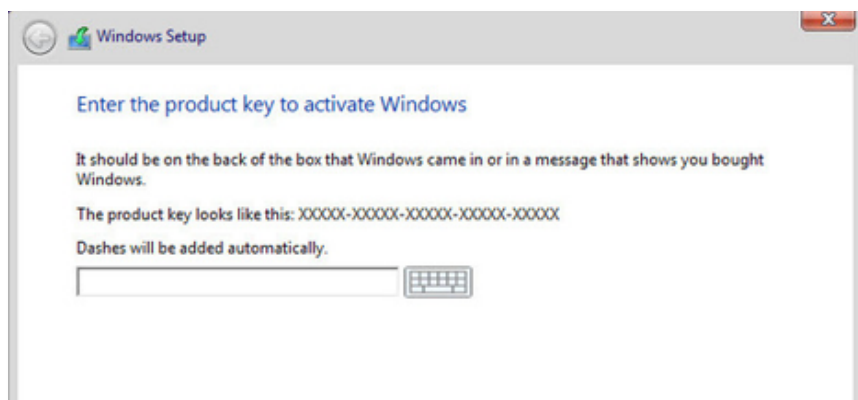 Windows Setup
Enter the product key to activate Windows
It should be on the back of the box that Windows came in or in a message that shows you bought
Windows.
The product key looks like this: XXXXX-XXXXX-XXXXX-XXXXX-XXXXX
Dashes will be added automatically.